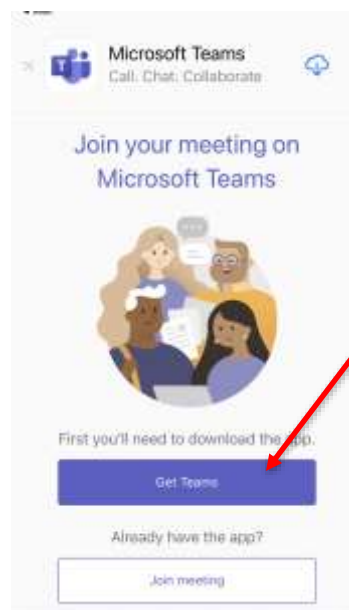 Microsoft Teams
Call. Chat. Collaborate
Join your meeting on
Microsoft Teams
First you'll need to download the app.
Get Teams
Already have the app?
Join meeting